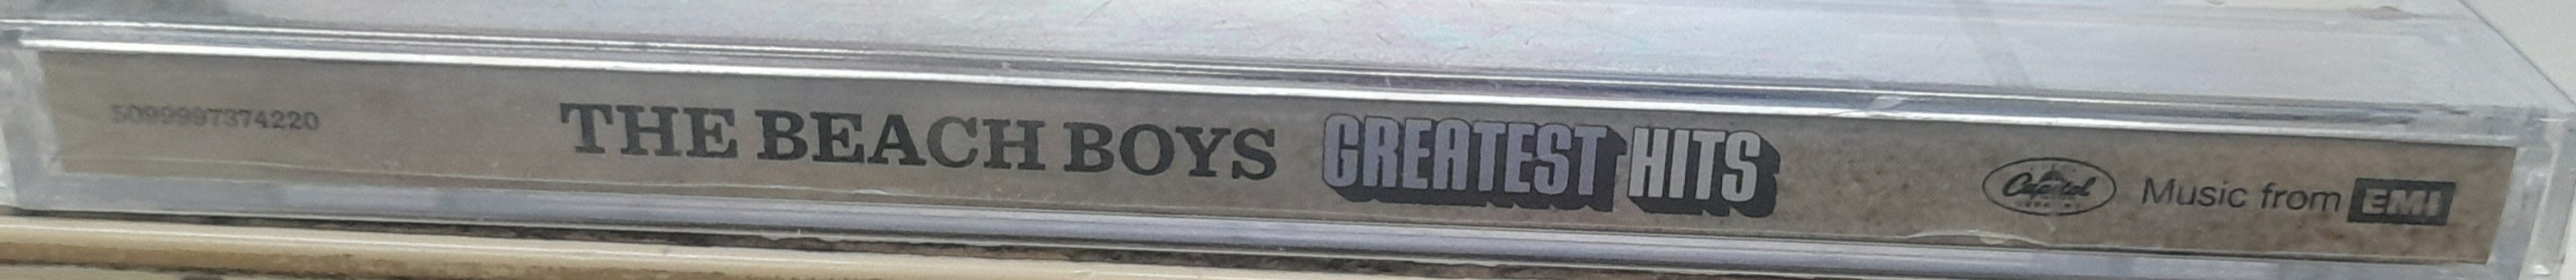 5099997374220 THE BEACH BOYS GREATEST HITS Capitol Music from EMI